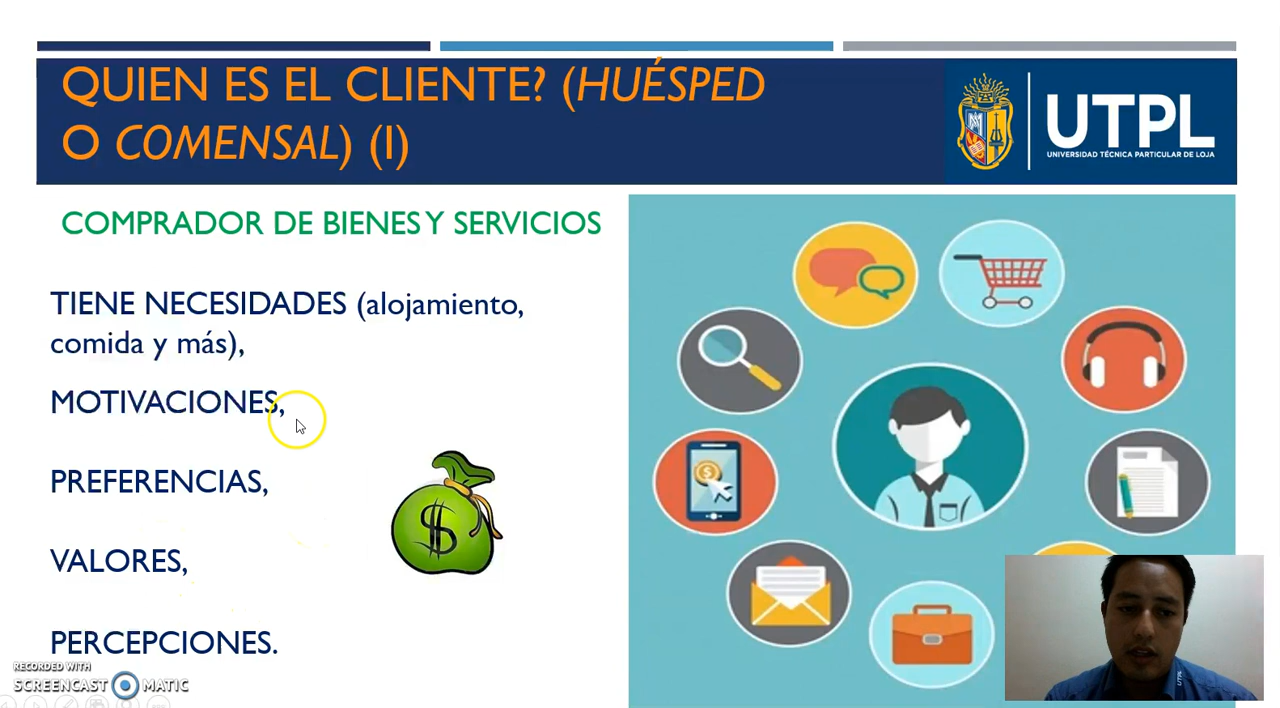 QUIEN ES EL CLIENTE? (HUÉSPED
O COMENSAL) (I)
UTPL
UNIVERSIDAD TÉCNICA PARTICULAR DE LOJA
COMPRADOR DE BIENES Y SERVICIOS
TIENE NECESIDADES (alojamiento,
comida y más),
MOTIVACIONES,
PREFERENCIAS,
$
VALORES,
PERCEPCIONES.
RECORDED WITH
SCREENCAST MATIC
UTPL